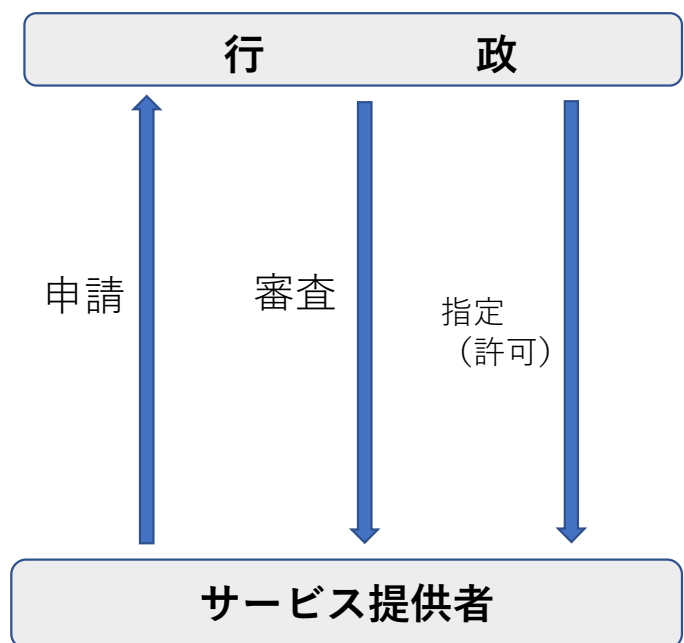 行 政
申請
審査
指定
（許可）
サービス提供者